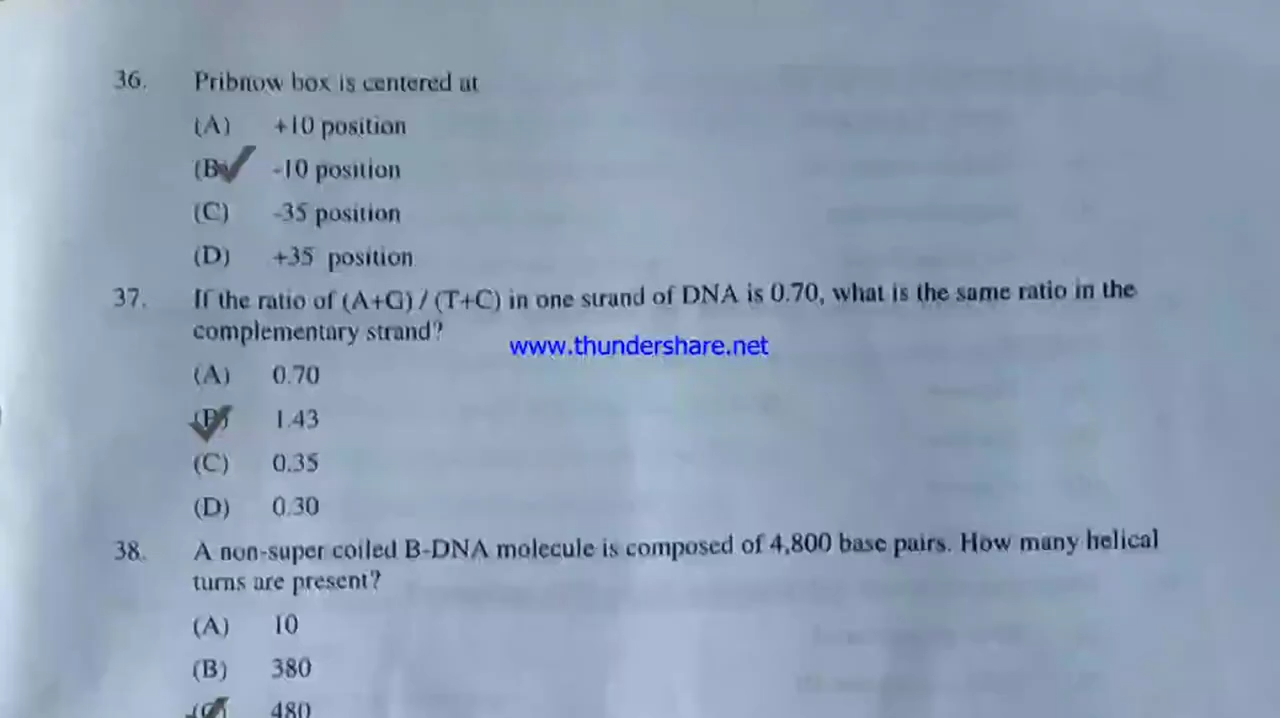 36. Pribnow box is centered at
(A) +10 position
(B) -10 position
(C) -35 position
(D) +35 position
37. If the ratio of (A+G) / (T+C) in one strand of DNA is 0.70, what is the same ratio in the
complementary strand?
www.thundershare.net
(A) 0.70
(B) 1.43
(C) 0.35
(D) 0.30
38. A non-super coiled B-DNA molecule is composed of 4,800 base pairs. How many helical
turns are present?
(A) 10
(B) 380
(C) 480